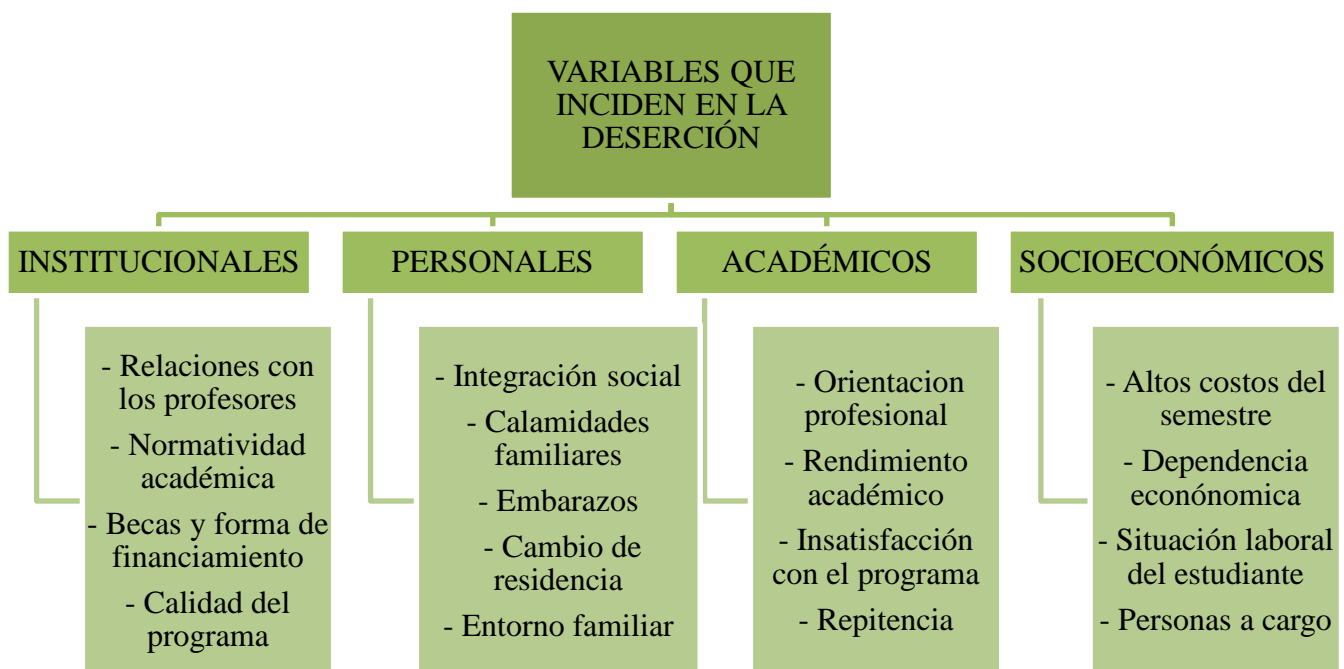 VARIABLES QUE
INCIDEN EN LA
DESERCIÓN
INSTITUCIONALES
- Relaciones con
los profesores
- Normatividad
académica
- Becas y forma de
financiamiento
- Calidad del
programa
PERSONALES
- Integración social
- Calamidades
familiares
- Embarazos
- Cambio de
residencia
- Entorno familiar
ACADÉMICOS
- Orientacion
profesional
- Rendimiento
académico
- Insatisfacción
con el programa
- Repitencia
SOCIOECONÓMICOS
- Altos costos del
semestre
- Dependencia
econónomica
- Situación laboral
del estudiante
- Personas a cargo